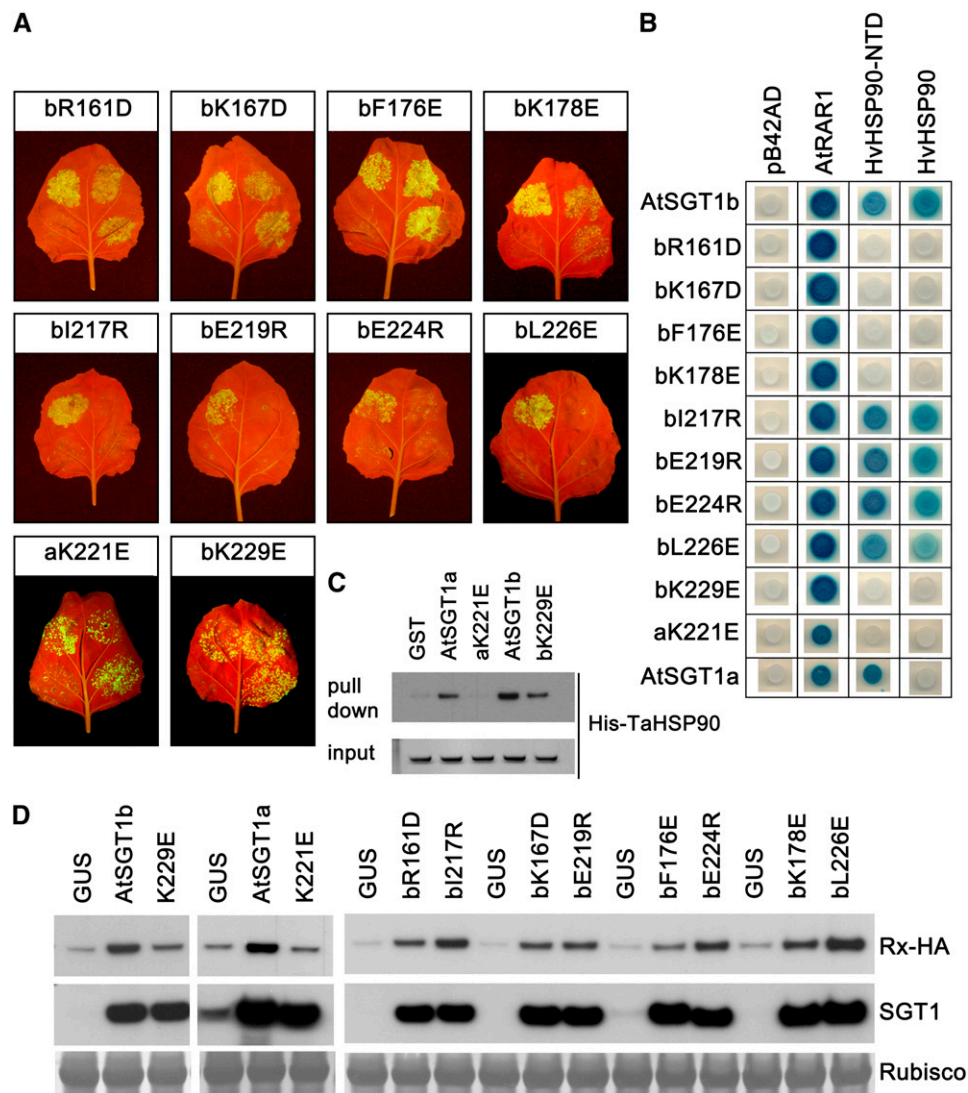 A
bR161D bK167D bF176E bK178E
bI217R bE219R bE224R bL226E
aK221E bK229E
B
pB42AD
AtRAR1
HvHSP90-NTD
HvHSP90
AtSGT1b
bR161D
bK167D
bF176E
bK178E
bI217R
bE219R
bE224R
bL226E
bK229E
aK221E
AtSGT1a
C
GST
AtSGT1a
aK221E
AtSGT1b
bK229E
pull
down
input
His-TaHSP90
D
GUS
AtSGT1b
K229E
GUS
AtSGT1a
K221E
GUS
bR161D
bI217R
GUS
bK167D
bE219R
GUS
bF176E
bE224R
GUS
bK178E
bL226E
Rx-HA
SGT1
Rubisco